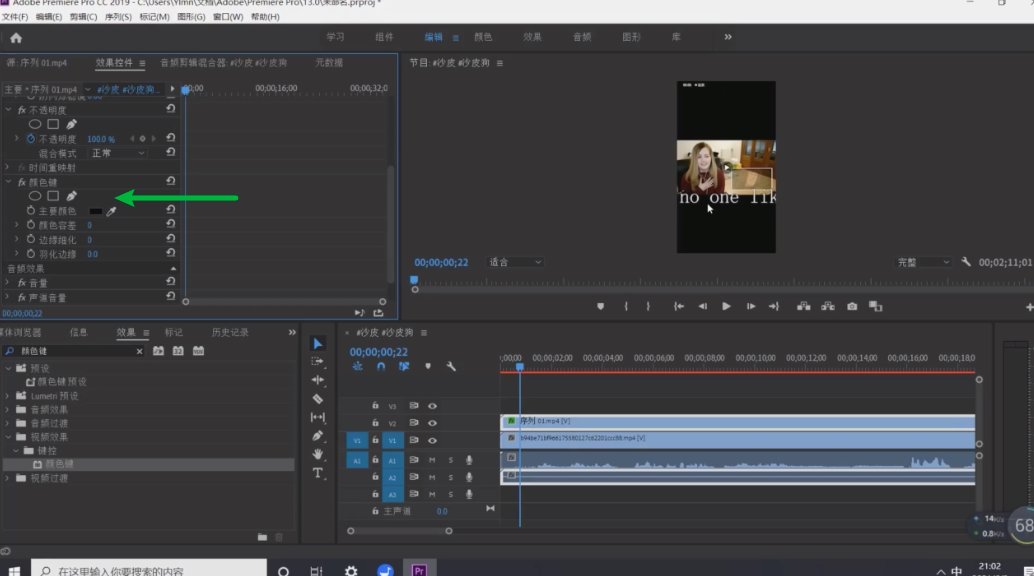 Adobe Premiere Pro CC 2019 - C:\Users\Ylmn\文档\Adobe\Premiere Pro\13.0\未命名.prproj *
文件(F) 编辑(E) 剪辑(C) 序列(S) 标记(M) 图形(G) 窗口(W) 帮助(H)
学习 组件 编辑 颜色 效果 音频 图形 库
源: 序列 01.mp4 效果控件 音频剪辑混合器: #沙皮 #沙皮狗 元数据
节目: #沙皮 #沙皮狗
主要 * 序列 01.mp4 #沙皮 #沙皮狗...
00;00 00;00;16;00 00;00;32;0
fx 不透明度
不透明度 100.0 %
混合模式 正常
fx 时间重映射
fx 颜色键
主要颜色
颜色容差 0
边缘细化 0
羽化边缘 0.0
音频效果
fx 音量
fx 声道音量
00;00;00;22
no one lik
00;00;00;22 适合 完整 00;02;11;01
媒体浏览器 信息 效果 标记 历史记录
颜色键
预设
颜色键 预设
Lumetri 预设
音频效果
音频过渡
视频效果
键控
颜色键
视频过渡
#沙皮 #沙皮狗
00;00;00;22
;00;00 00;00;02;00 00;00;04;00 00;00;06;00 00;00;08;00 00;00;10;00 00;00;12;00 00;00;14;00 00;00;16;00 00;00;18;0
V3
V2 序列 01.mp4 [V]
V1 V1
A1 A1 M S
A2 M S
A3 M S
主声道 0.0
68
在这里输入你要搜索的内容
Pr
中
21:02